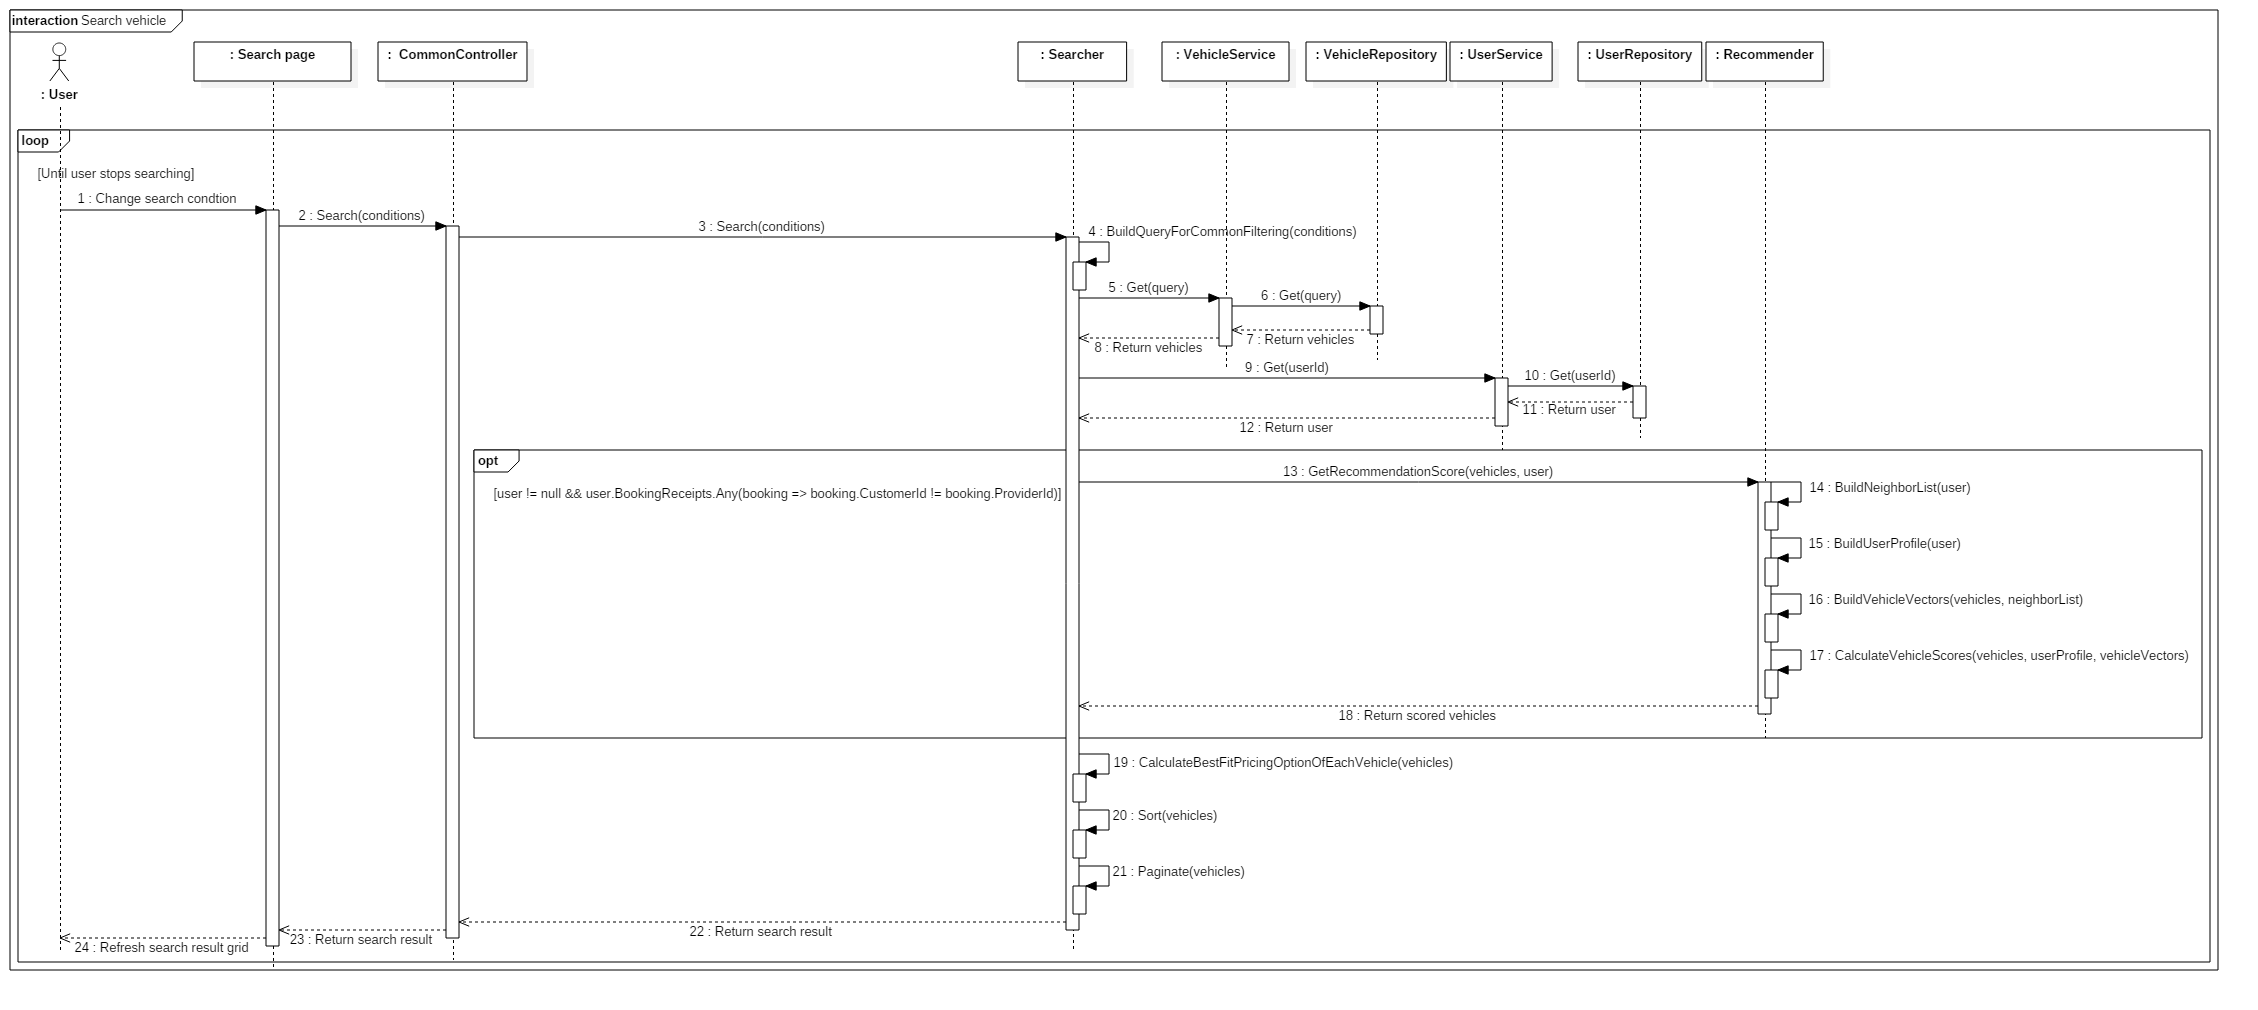 interaction Search vehicle
: User
: Search page
: CommonController
: Searcher
: VehicleService
: VehicleRepository
: UserService
: UserRepository
: Recommender
loop
[Until user stops searching]
1 : Change search condtion
2 : Search(conditions)
3 : Search(conditions)
4 : BuildQueryForCommonFiltering(conditions)
5 : Get(query)
6 : Get(query)
7 : Return vehicles
8 : Return vehicles
9 : Get(userId)
10 : Get(userId)
11 : Return user
12 : Return user
opt
[user != null && user.BookingReceipts.Any(booking => booking.CustomerId != booking.ProviderId)]
13 : GetRecommendationScore(vehicles, user)
14 : BuildNeighborList(user)
15 : BuildUserProfile(user)
16 : BuildVehicleVectors(vehicles, neighborList)
17 : CalculateVehicleScores(vehicles, userProfile, vehicleVectors)
18 : Return scored vehicles
19 : CalculateBestFitPricingOptionOfEachVehicle(vehicles)
20 : Sort(vehicles)
21 : Paginate(vehicles)
22 : Return search result
23 : Return search result
24 : Refresh search result grid